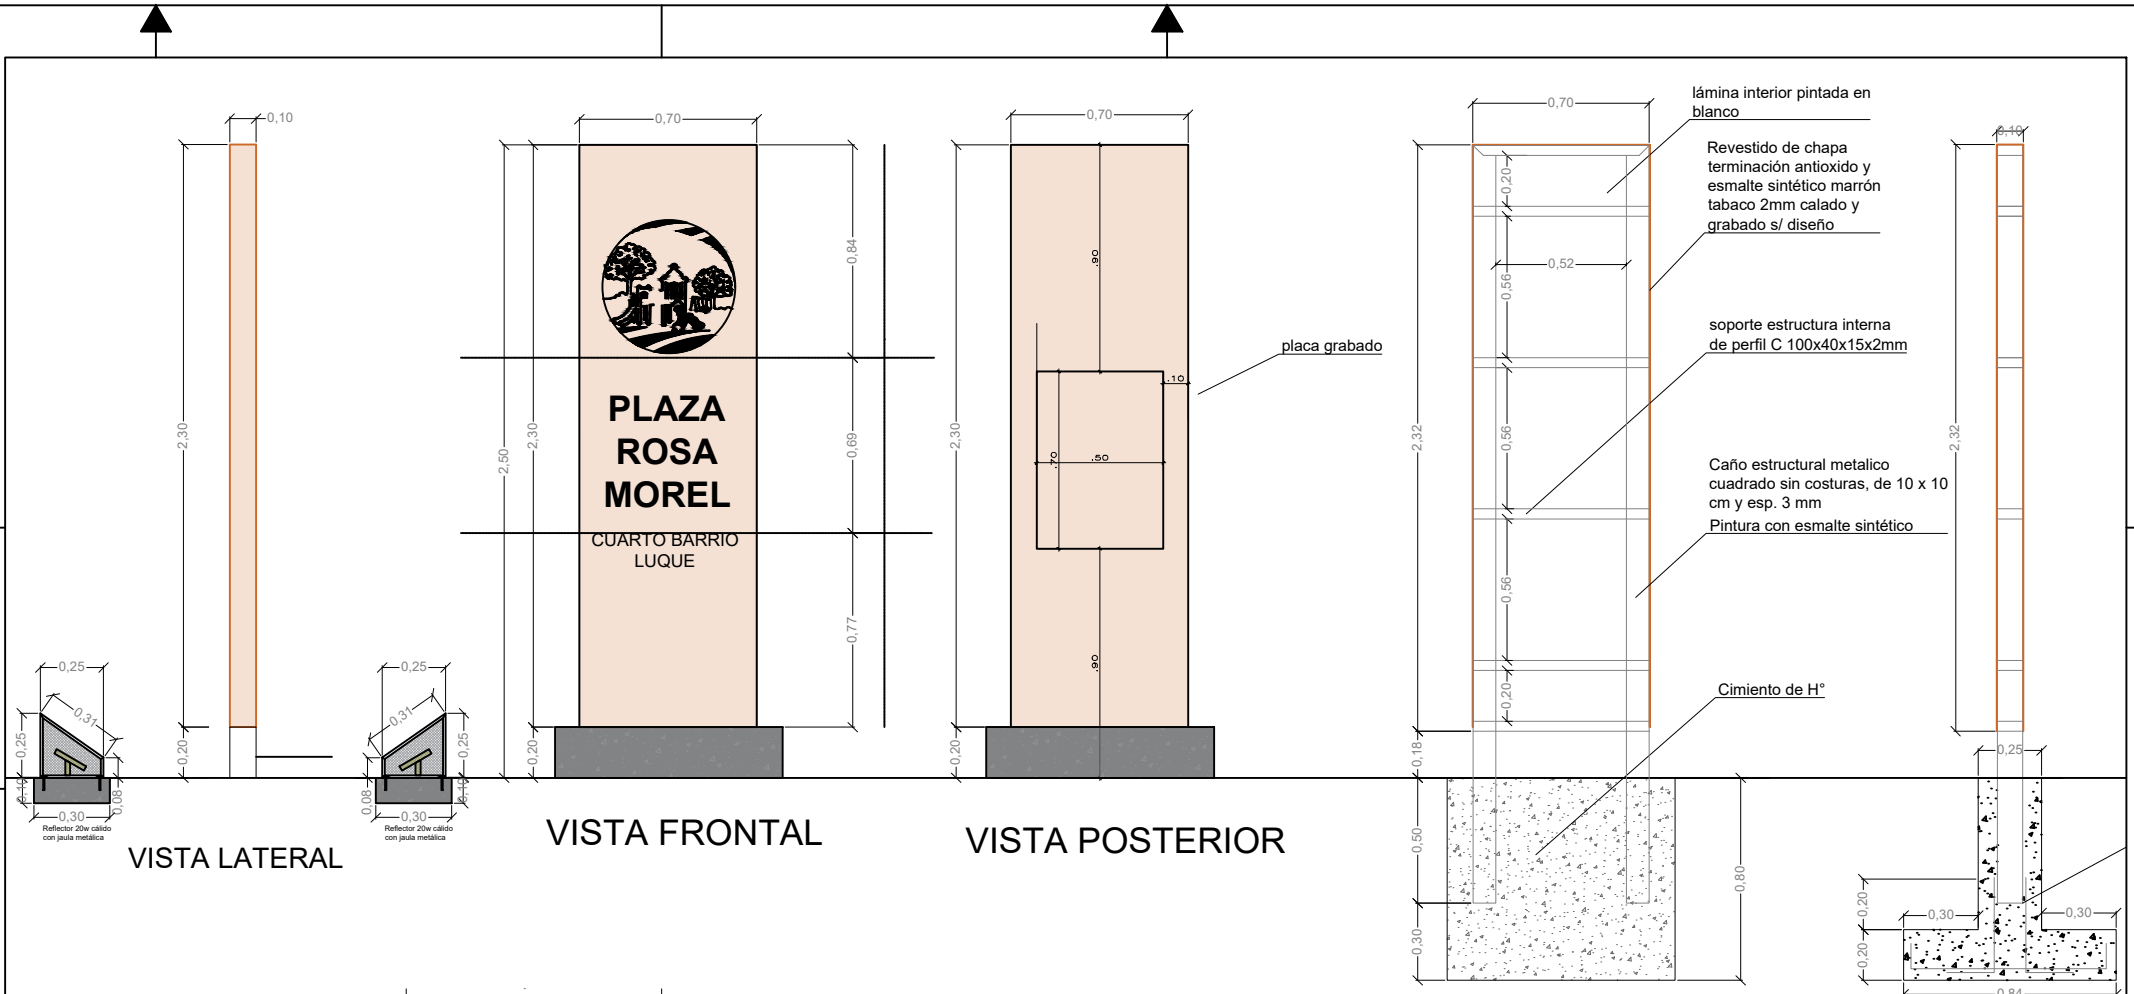 0,10
2,30
0,20
0,25
0,31
0,25
0,10
0,08
0,30
Reflector 20w cálido
con jaula metálica
VISTA LATERAL
0,25
0,31
0,25
0,10
0,08
0,30
Reflector 20w cálido
con jaula metálica
0,70
2,50
2,30
0,20
0,84
0,69
0,77
PLAZA
ROSA
MOREL
CUARTO BARRIO
LUQUE
VISTA FRONTAL
0,70
2,30
0,20
.90
.10
.70
.50
.90
placa grabado
VISTA POSTERIOR
0,70
2,32
0,18
0,50
0,30
0,20
0,56
0,52
0,56
0,56
0,20
0,80
lámina interior pintada en
blanco
Revestido de chapa
terminación antioxido y
esmalte sintético marrón
tabaco 2mm calado y
grabado s/ diseño
soporte estructura interna
de perfil C 100x40x15x2mm
Caño estructural metalico
cuadrado sin costuras, de 10 x 10
cm y esp. 3 mm
Pintura con esmalte sintético
Cimiento de H°
0,10
2,32
0,25
0,20
0,30
0,30
0,20
0,84